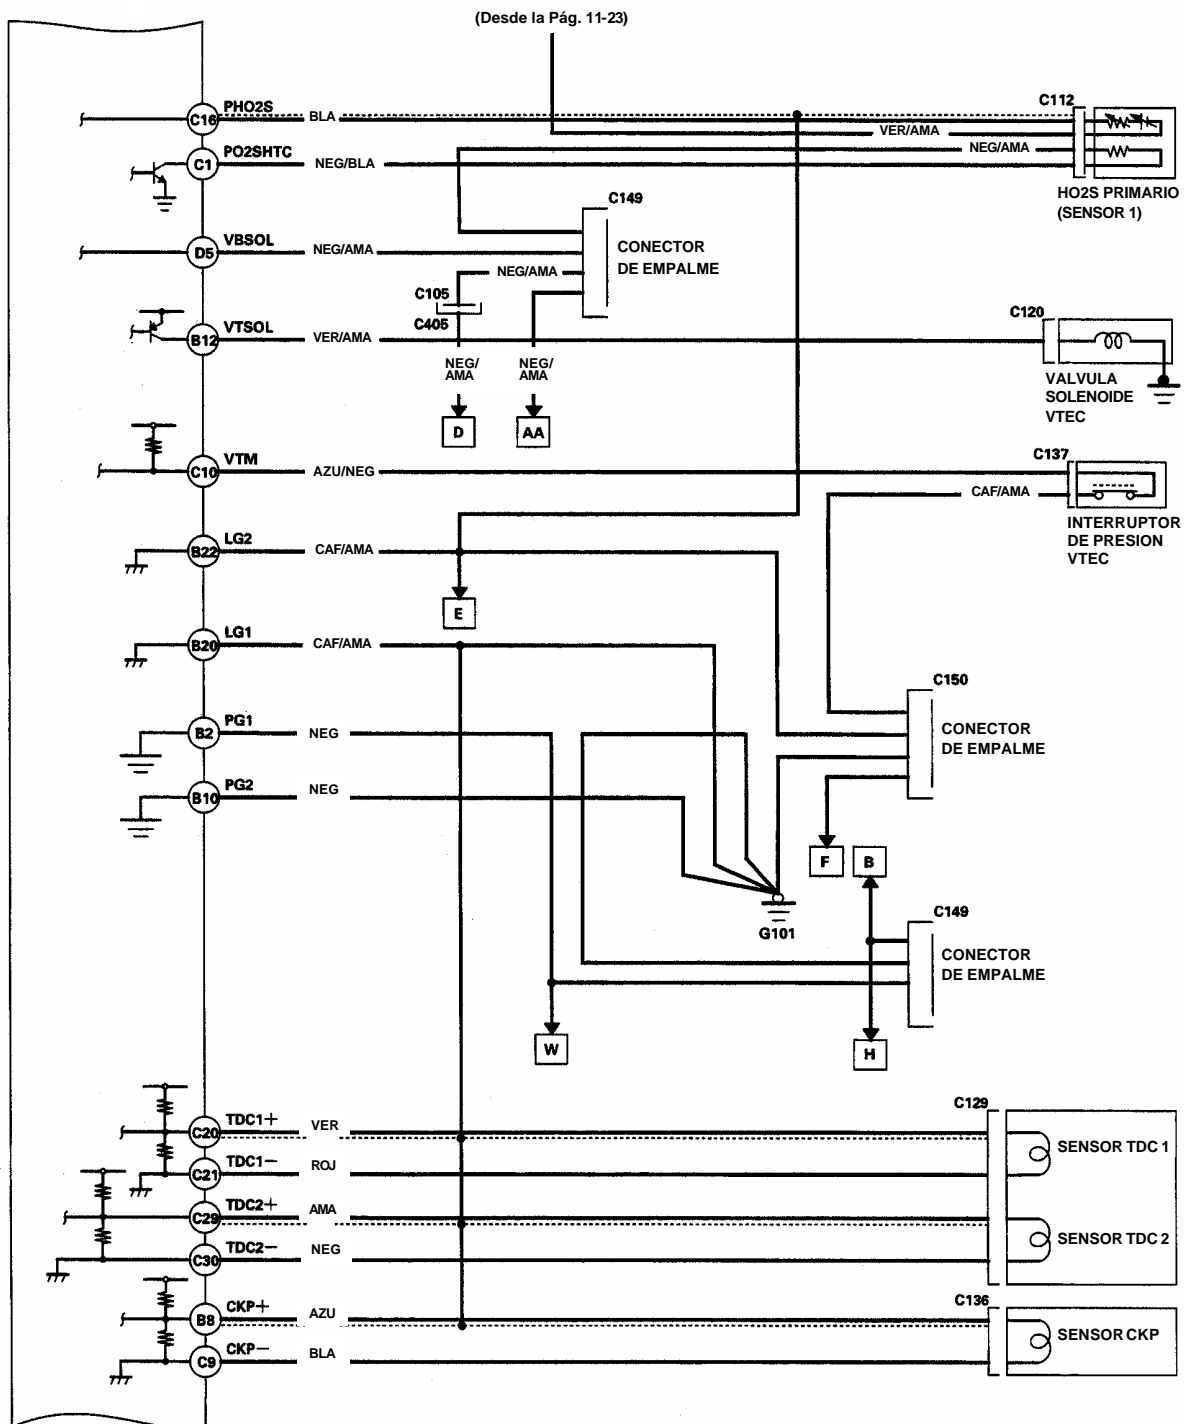 (Desde la Pág. 11-23)
C16 PHO2S BLA
C112
VER/AMA
C1 PO2SHTC NEG/BLA
NEG/AMA
HO2S PRIMARIO
(SENSOR 1)
C149
D5 VBSOL NEG/AMA
CONECTOR
DE EMPALME
NEG/AMA
C105
C405
B12 VTSOL VER/AMA
C120
NEG/
AMA
NEG/
AMA
VALVULA
SOLENOIDE
VTEC
D
AA
C10 VTM AZU/NEG
C137
CAF/AMA
INTERRUPTOR
DE PRESION
VTEC
B22 LG2 CAF/AMA
E
B20 LG1 CAF/AMA
C150
CONECTOR
DE EMPALME
B2 PG1 NEG
B10 PG2 NEG
F
B
G101
C149
CONECTOR
DE EMPALME
W
H
C129
C20 TDC1+ VER
SENSOR TDC 1
C21 TDC1- ROJ
C29 TDC2+ AMA
SENSOR TDC 2
C30 TDC2- NEG
C136
B8 CKP+ AZU
SENSOR CKP
C9 CKP- BLA